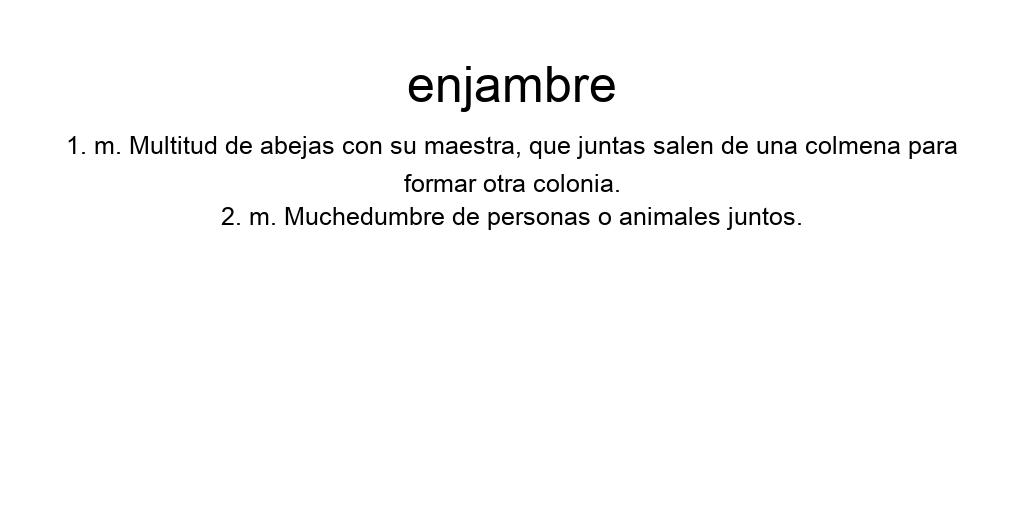 enjambre
1. m. Multitud de abejas con su maestra, que juntas salen de una colmena para
formar otra colonia.
2. m. Muchedumbre de personas o animales juntos.